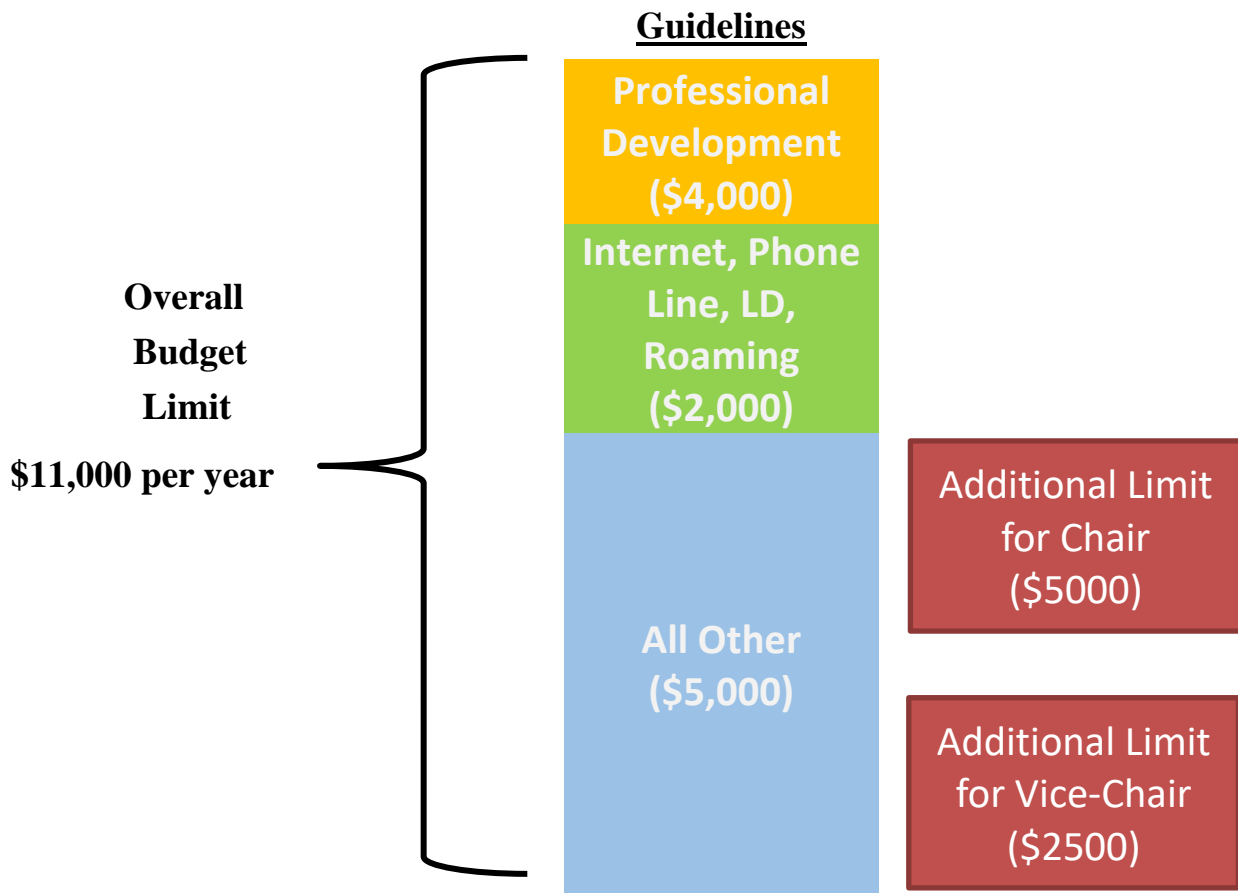 Guidelines
Professional
Development
($4,000)
Internet, Phone
Line, LD,
Roaming
($2,000)
Overall
Budget
Limit
$11,000 per year
All Other
($5,000)
Additional Limit
for Chair
($5000)
Additional Limit
for Vice-Chair
($2500)